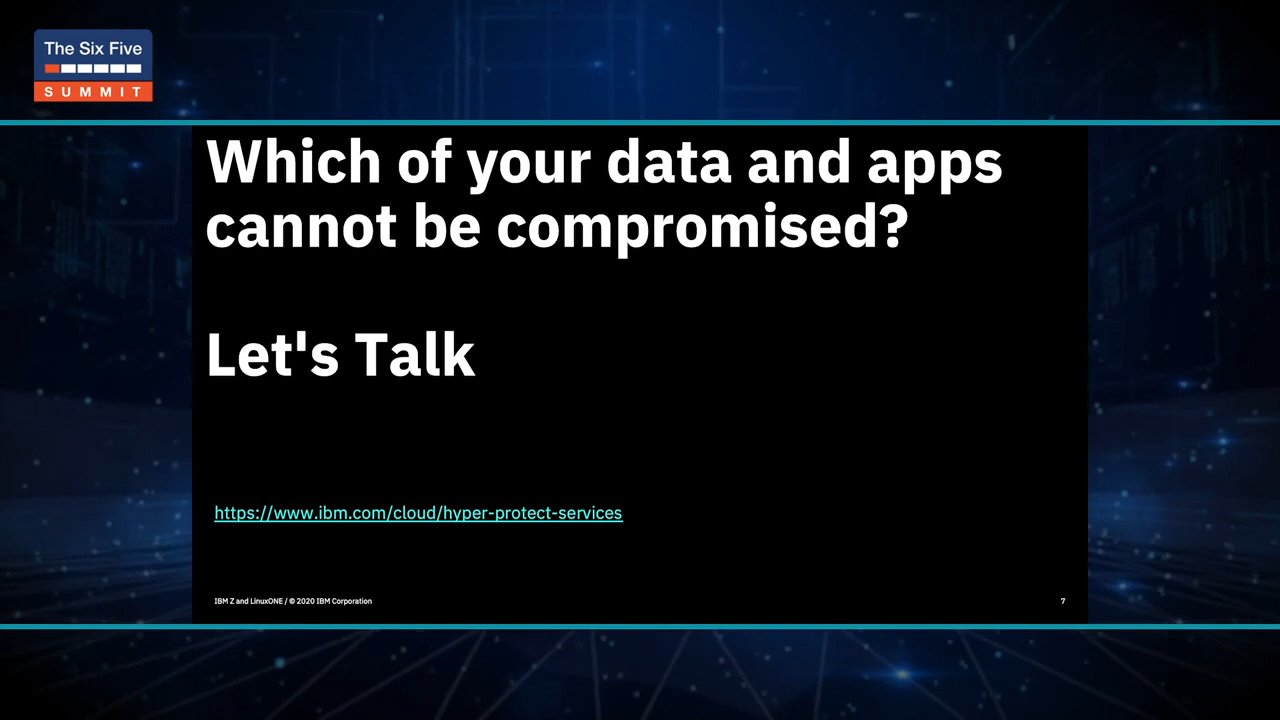 The Six Five
SUMMIT
Which of your data and apps
cannot be compromised?
Let's Talk
https://www.ibm.com/cloud/hyper-protect-services
IBM Z and LinuxONE / © 2020 IBM Corporation
7